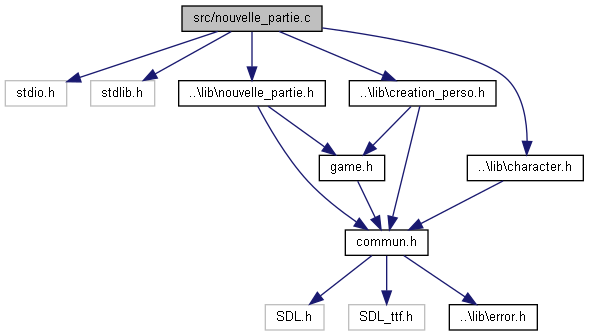 src/nouvelle_partie.c
stdio.h
stdlib.h
..\lib\nouvelle_partie.h
..\lib\creation_perso.h
game.h
..\lib\character.h
commun.h
SDL.h
SDL_ttf.h
..\lib\error.h